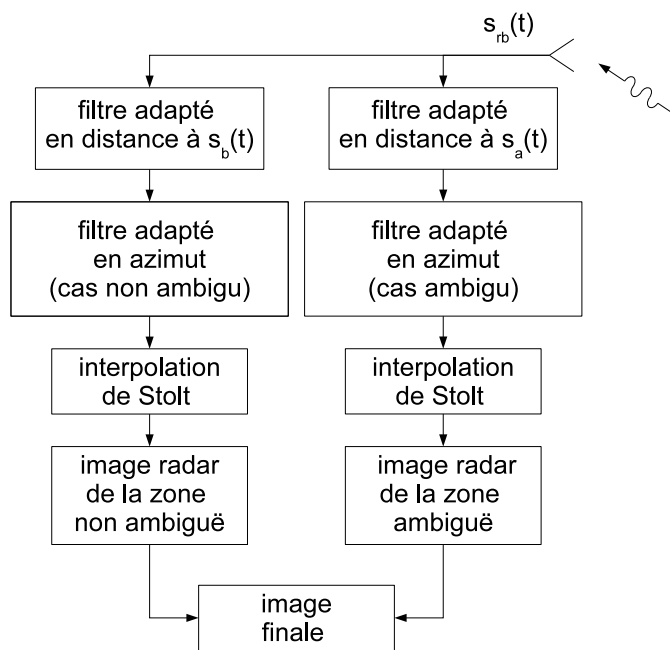 s_rb(t)
filtre adapté
en distance à s_b(t)
filtre adapté
en distance à s_a(t)
filtre adapté
en azimut
(cas non ambigu)
filtre adapté
en azimut
(cas ambigu)
interpolation
de Stolt
interpolation
de Stolt
image radar
de la zone
non ambiguë
image radar
de la zone
ambiguë
image
finale